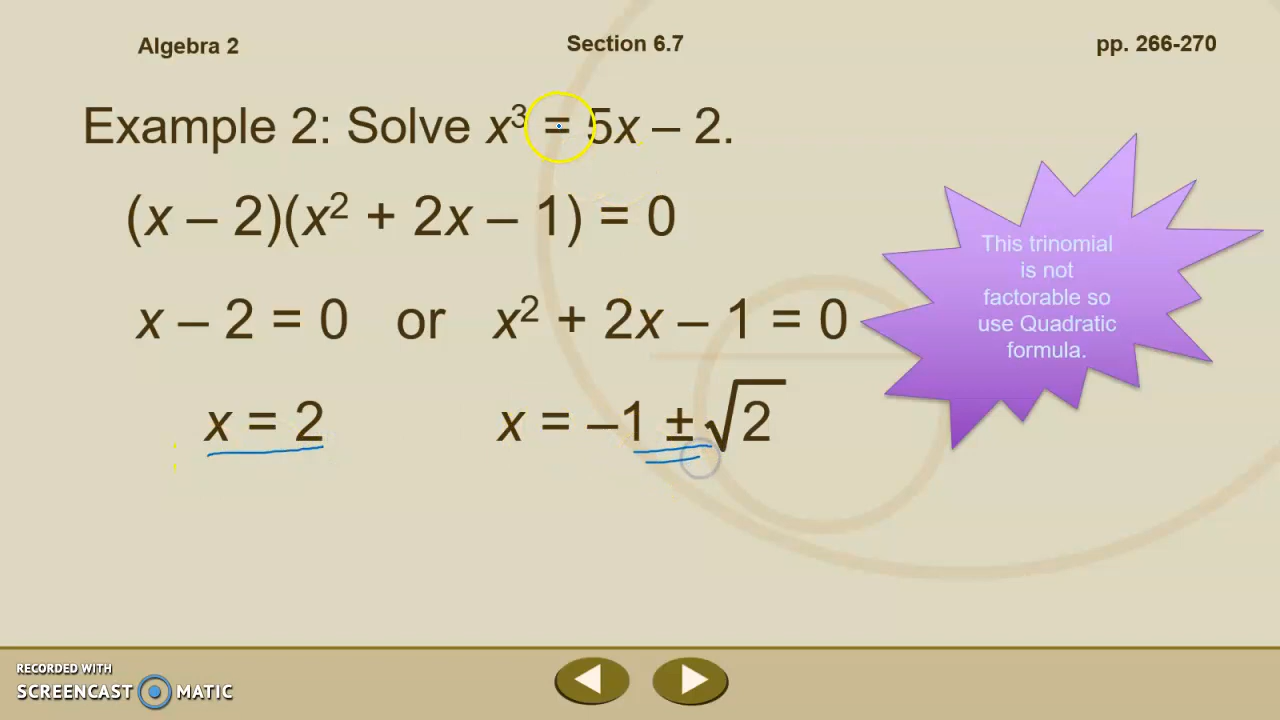 Algebra 2 Section 6.7 pp. 266-270
Example 2: Solve x³ = 5x – 2.
(x – 2)(x² + 2x – 1) = 0
x – 2 = 0 or x² + 2x – 1 = 0
x = 2 x = –1 ± √2
This trinomial
is not
factorable so
use Quadratic
formula.
RECORDED WITH
SCREENCAST MATIC